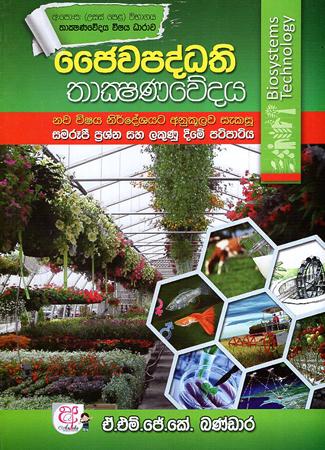 අ.පො.ස. (උසස් පෙළ) විභාගය
තාක්ෂණවේදය විෂය ධාරාව
ජෛවපද්ධති
තාක්ෂණවේදය
නව විෂය නිර්දේශයට අනුකූලව සැකසූ
සමරූපී ප්‍රශ්න සහ ලකුණු දීමේ පටිපාටිය
Biosystems
Technology
ඒ.එම්.ජේ.කේ. බණ්ඩාර